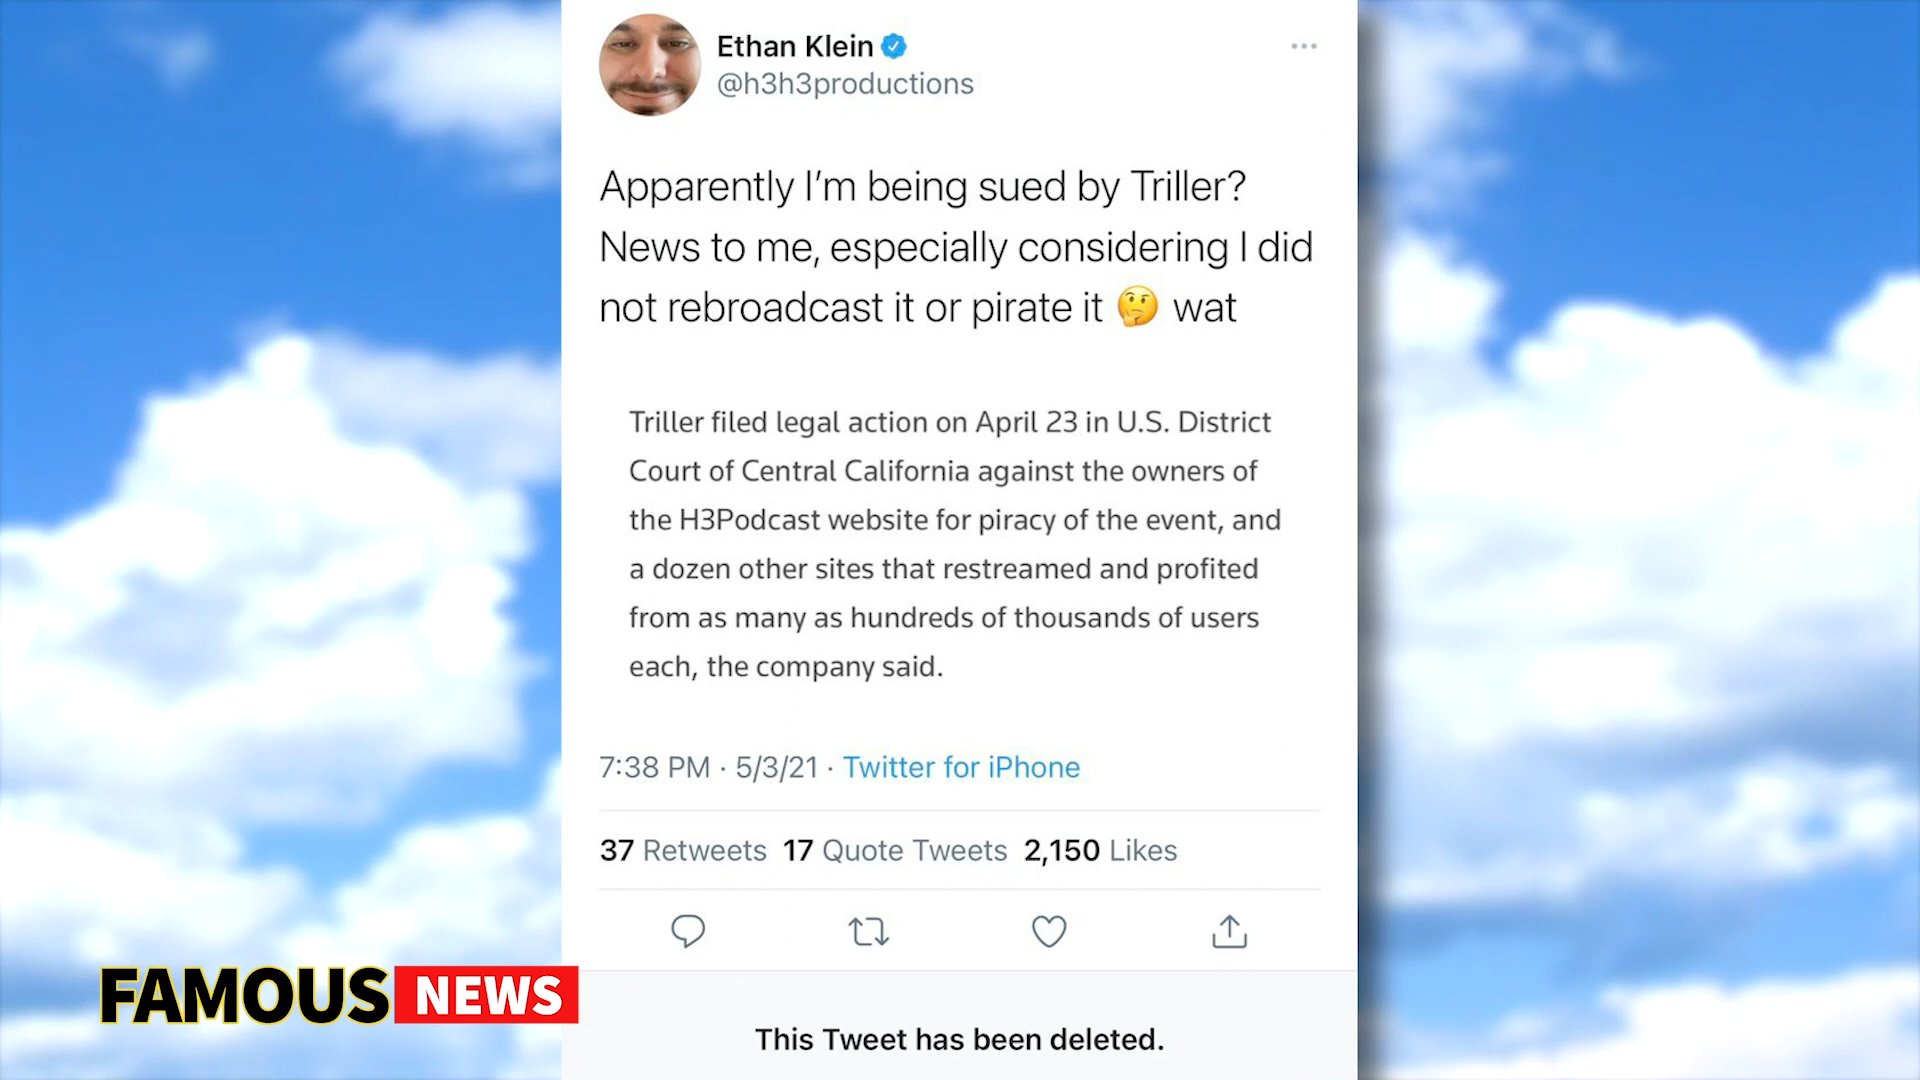 Ethan Klein
@h3h3productions
Apparently I'm being sued by Triller?
News to me, especially considering I did
not rebroadcast it or pirate it 🤔 wat
Triller filed legal action on April 23 in U.S. District
Court of Central California against the owners of
the H3Podcast website for piracy of the event, and
a dozen other sites that restreamed and profited
from as many as hundreds of thousands of users
each, the company said.
7:38 PM · 5/3/21 · Twitter for iPhone
37 Retweets 17 Quote Tweets 2,150 Likes
FAMOUS NEWS
This Tweet has been deleted.